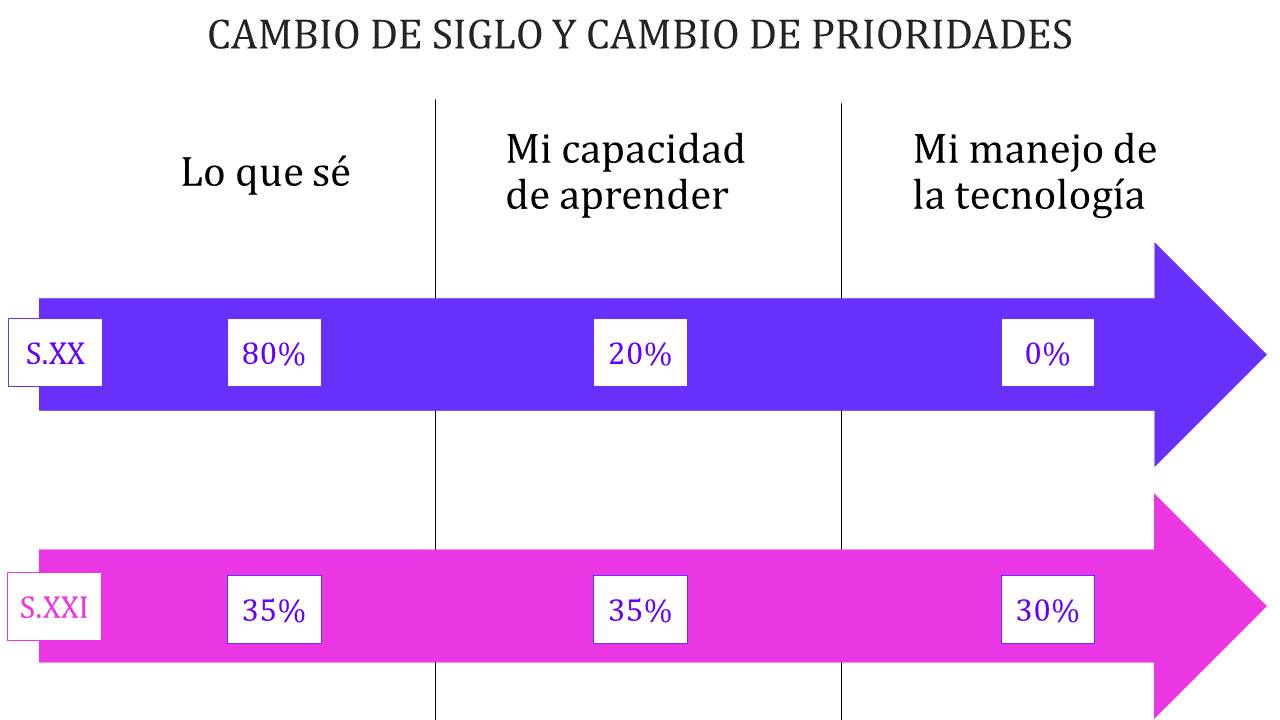 CAMBIO DE SIGLO Y CAMBIO DE PRIORIDADES
Lo que sé
Mi capacidad
de aprender
Mi manejo de
la tecnología
S.XX
80%
20%
0%
S.XXI
35%
35%
30%